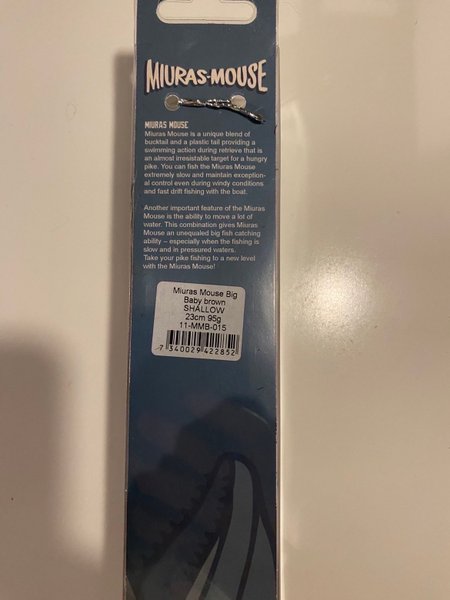 MIURAS-MOUSE
MIURAS MOUSE
Miuras Mouse is a unique blend of
bucktail and a plastic tail providing a
swimming action during retrieve that is
an almost irresistable target for a hungry
pike. You can fish the Miuras Mouse
extremely slow and maintain exception-
al control even during windy conditions
and fast drift fishing with the boat.
Another important feature of the Miuras
Mouse is the ability to move a lot of
water. This combination gives Miuras
Mouse an unequaled big fish catching
ability – especially when the fishing is
slow and in pressured waters.
Take your pike fishing to a new level
with the Miuras Mouse!
Miuras Mouse Big
Baby brown
SHALLOW
23cm 95g
11-MMB-015
7 340029 422852